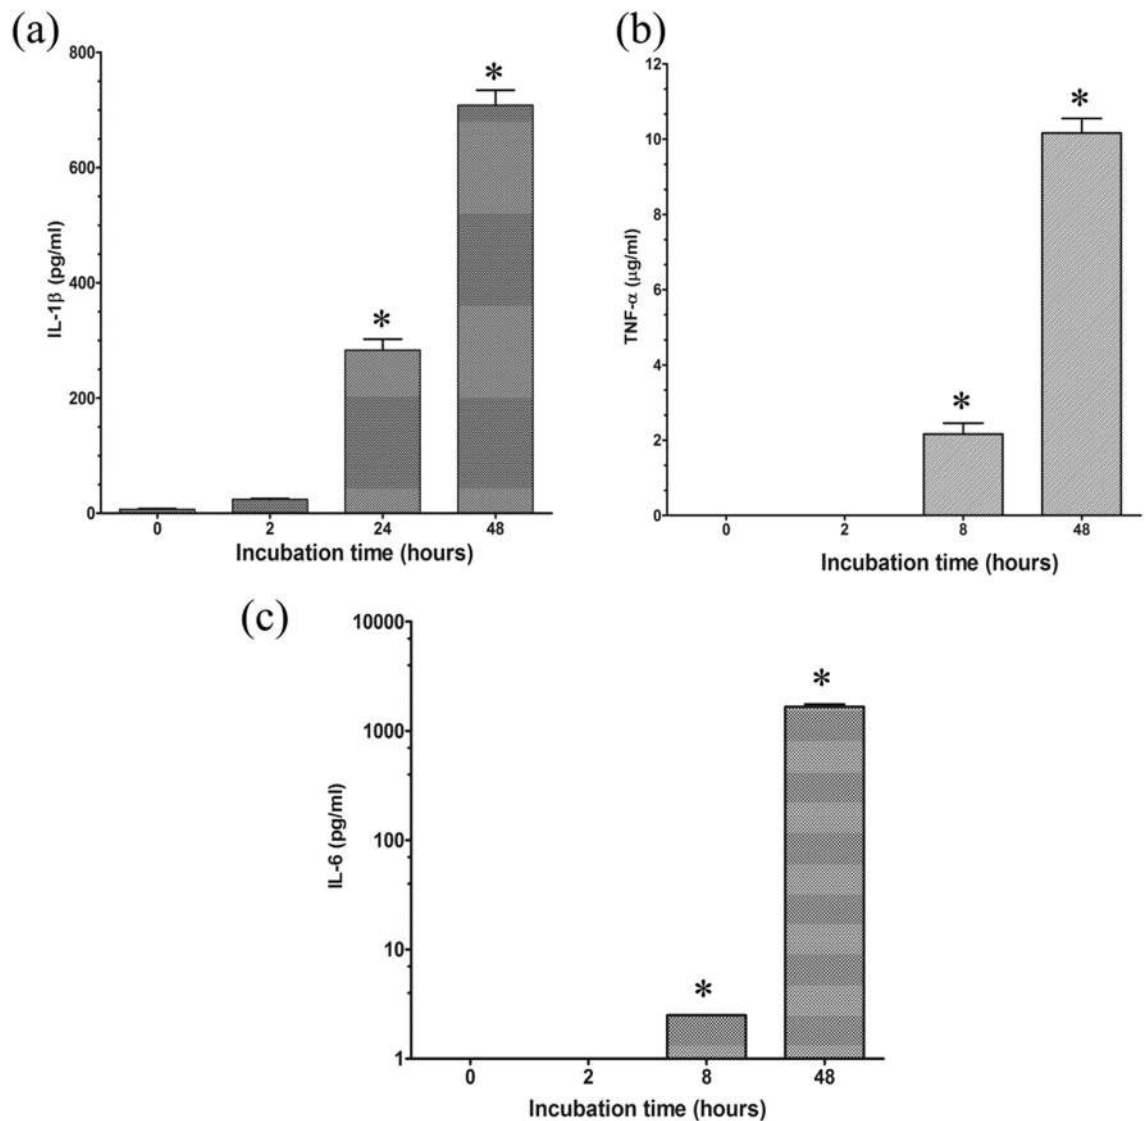 (a)
800
600
400
200
0
IL-1β (pg/ml)
*
*
0 2 24 48
Incubation time (hours)
(b)
12
10
8
6
4
2
0
TNF-α (μg/ml)
*
*
0 2 8 48
Incubation time (hours)
(c)
10000
1000
100
10
1
IL-6 (pg/ml)
*
*
0 2 8 48
Incubation time (hours)